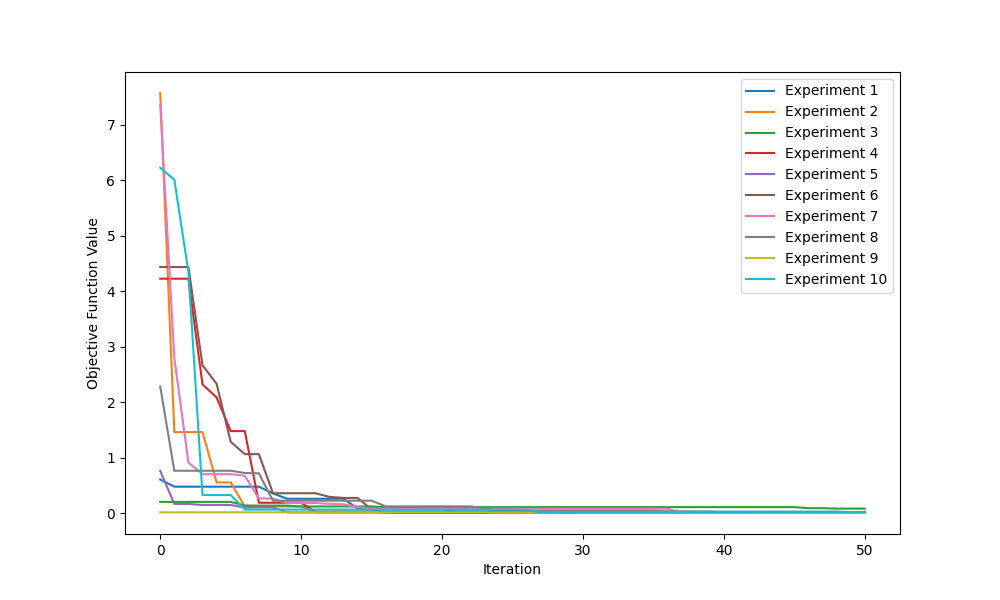 Objective Function Value
7
6
5
4
3
2
1
0
0
10
20
30
40
50
Iteration
Experiment 1
Experiment 2
Experiment 3
Experiment 4
Experiment 5
Experiment 6
Experiment 7
Experiment 8
Experiment 9
Experiment 10